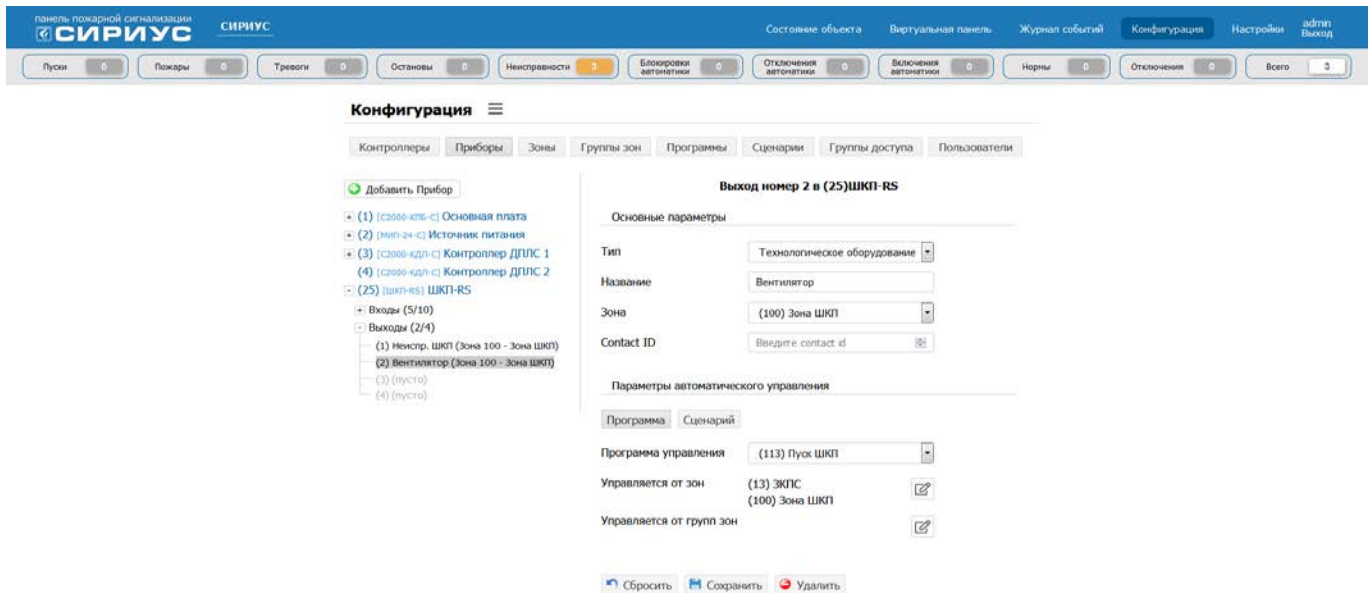 панель пожарной сигнализации
СИРИУС
СИРИУС
Состояние объекта Виртуальная панель Журнал событий Конфигурация Настройки admin
Выход
Пуски 0 Пожары 0 Тревоги 0 Остановы 0 Неисправности 3 Блокировки автоматики 0 Отключения автоматики 0 Включения автоматики 0 Нормы 0 Отключения 0 Всего 3
Конфигурация
Контроллеры Приборы Зоны Группы зон Программы Сценарии Группы доступа Пользователи
Добавить Прибор
(1) [С2000-КПБ-С] Основная плата
(2) [МИП-24-С] Источник питания
(3) [С2000-КДЛ-С] Контроллер ДПЛС 1
(4) [С2000-КДЛ-С] Контроллер ДПЛС 2
(25) [ШКП-RS] ШКП-RS
Входы (5/10)
Выходы (2/4)
(1) Неиспр. ШКП (Зона 100 - Зона ШКП)
(2) Вентилятор (Зона 100 - Зона ШКП)
(3) (пусто)
(4) (пусто)
Выход номер 2 в (25)ШКП-RS
Основные параметры
Тип Технологическое оборудование
Название Вентилятор
Зона (100) Зона ШКП
Contact ID Введите contact id
Параметры автоматического управления
Программа Сценарий
Программа управления (113) Пуск ШКП
Управляется от зон (13) ЗКПС
(100) Зона ШКП
Управляется от групп зон
Сбросить Сохранить Удалить